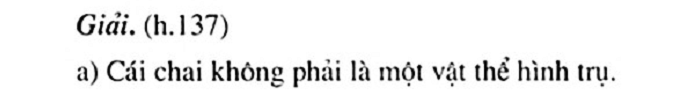 Giải. (h.137)
a) Cái chai không phải là một vật thể hình trụ.